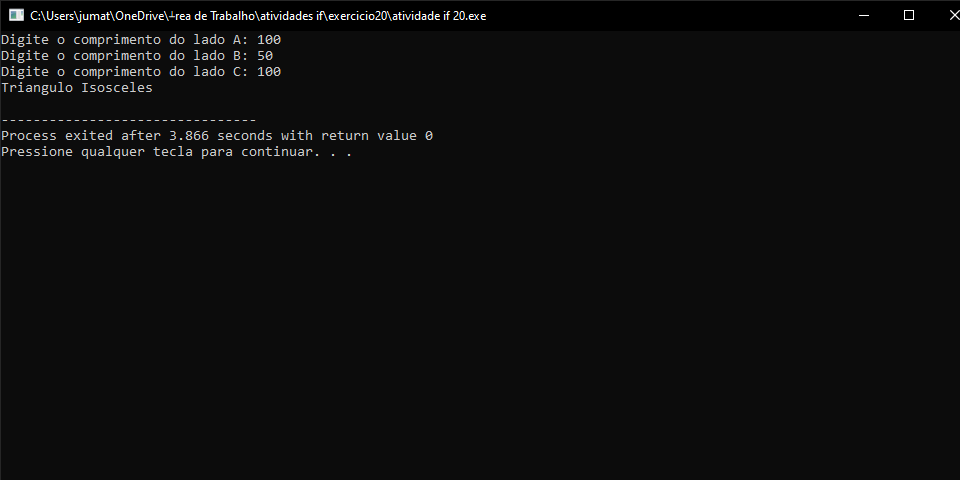 C:\Users\jumat\OneDrive\┴rea de Trabalho\atividades if\exercicio20\atividade if 20.exe
Digite o comprimento do lado A: 100
Digite o comprimento do lado B: 50
Digite o comprimento do lado C: 100
Triangulo Isosceles
--------------------------------
Process exited after 3.866 seconds with return value 0
Pressione qualquer tecla para continuar. . .